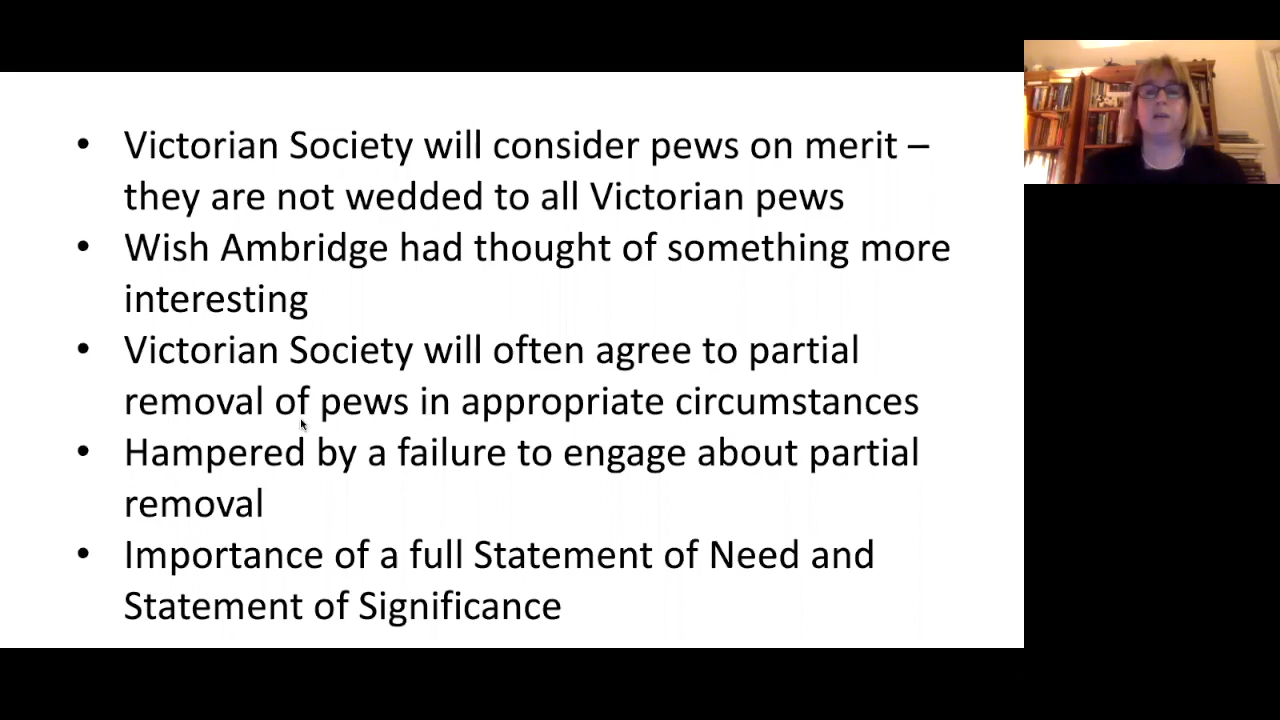 • Victorian Society will consider pews on merit –
they are not wedded to all Victorian pews
• Wish Ambridge had thought of something more
interesting
• Victorian Society will often agree to partial
removal of pews in appropriate circumstances
• Hampered by a failure to engage about partial
removal
• Importance of a full Statement of Need and
Statement of Significance